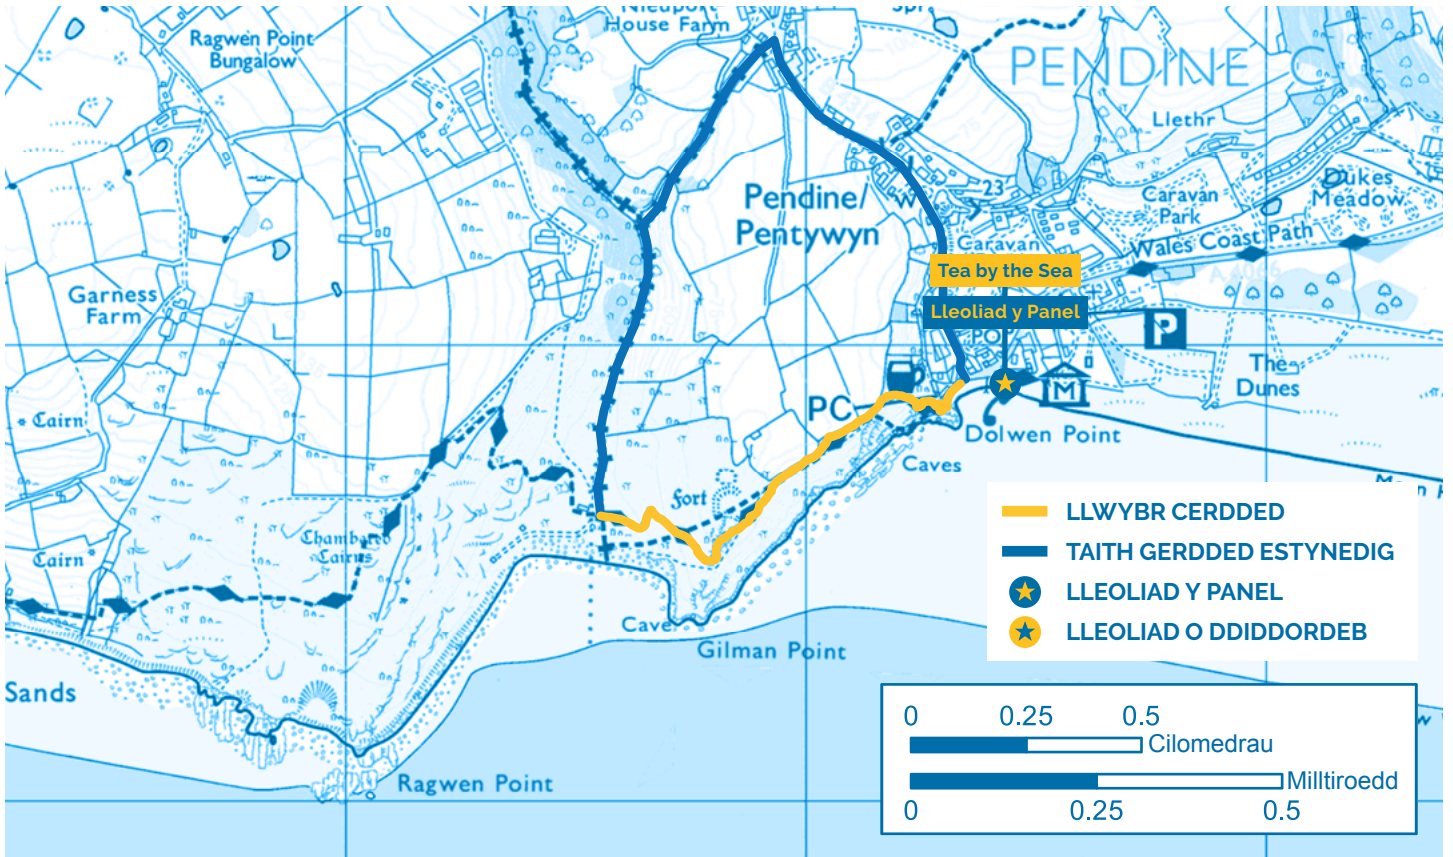 House Farm
Ragwen Point
Bungalow
PENDINE C
Llethr
23
W
Pendine/
Pentywyn
Caravan
Park
Dukes
Meadow
Wales Coast Path
Caravan
Tea by the Sea
Lleoliad y Panel
PO
P
Garness
Farm
The
Dunes
M
PC
Dolwen Point
Caves
Cairn
Fort
Chambered
Cairns
Cairn
Cave
Gilman Point
Sands
Ragwen Point
LLWYBR CERDDED
TAITH GERDDED ESTYNEDIG
LLEOLIAD Y PANEL
LLEOLIAD O DDIDDORDEB
0 0.25 0.5
Cilomedrau
Milltiroedd
0 0.25 0.5